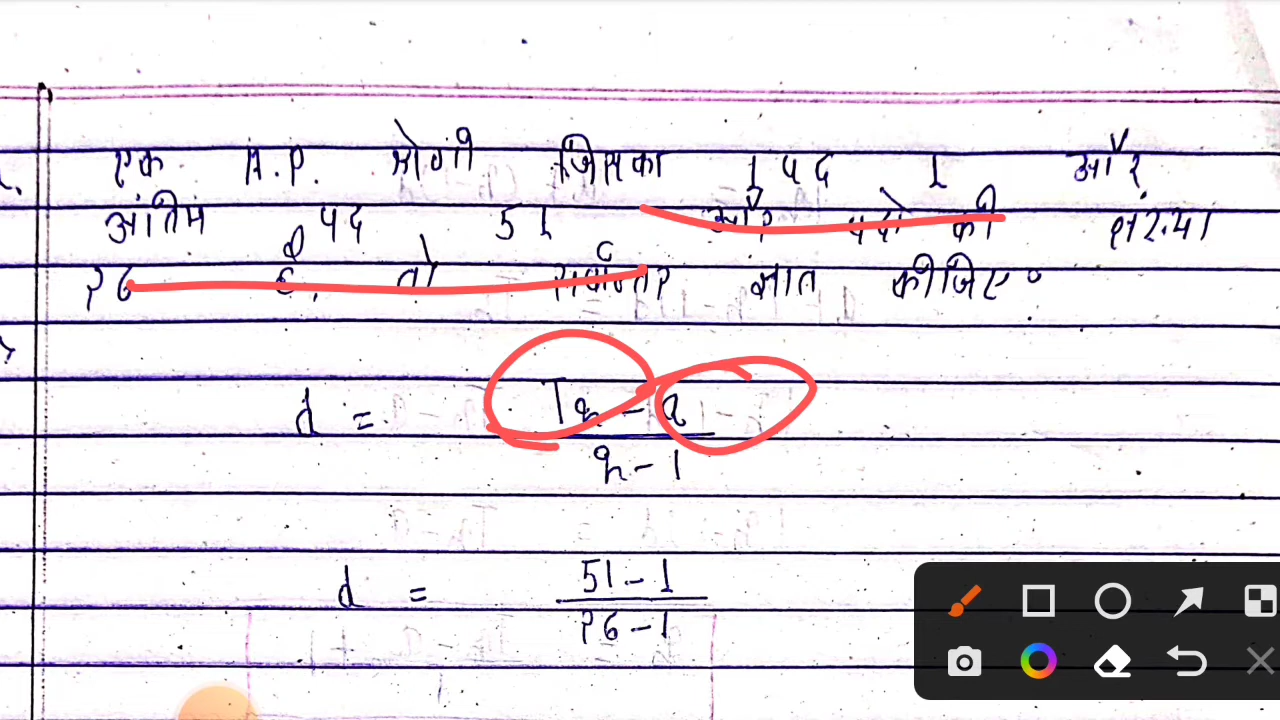 एक A.P. श्रेणी जिसका 1 पद 1 और
अंतिम पद 51 और पदो की संख्या
26 है, तो सर्वान्तर ज्ञात कीजिए०
d = Tn - a / n - 1
d = 51 - 1 / 26 - 1